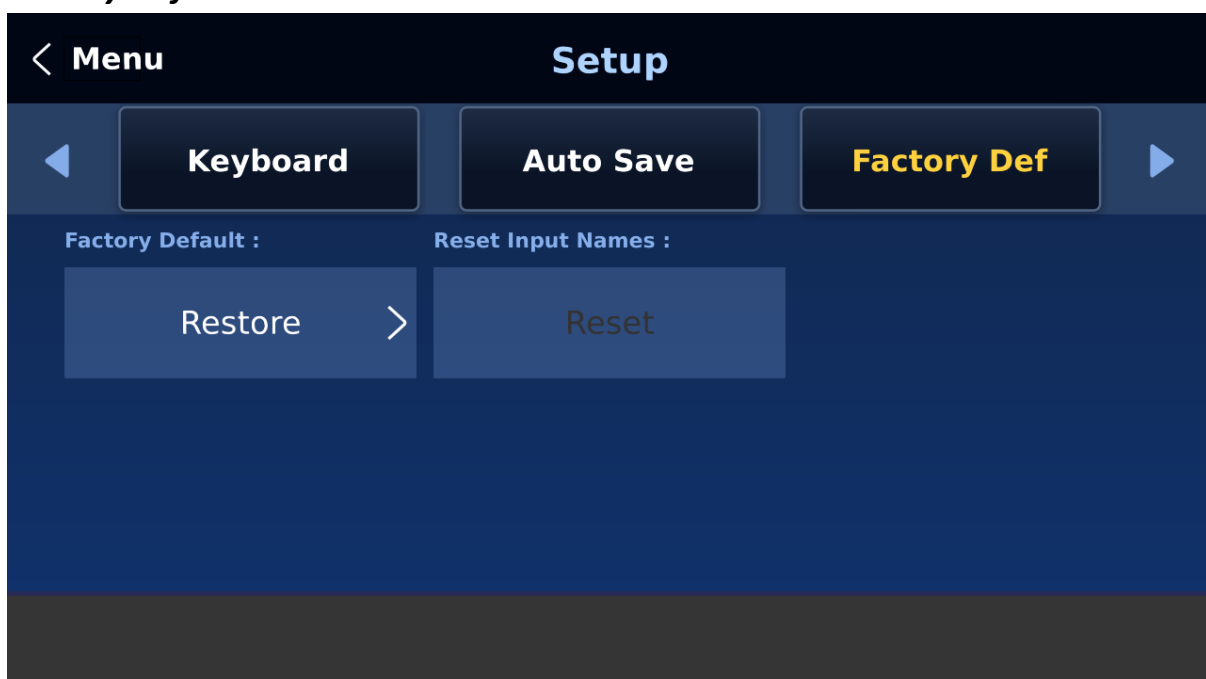 Menu
Setup
Keyboard
Auto Save
Factory Def
Factory Default :
Reset Input Names :
Restore
Reset